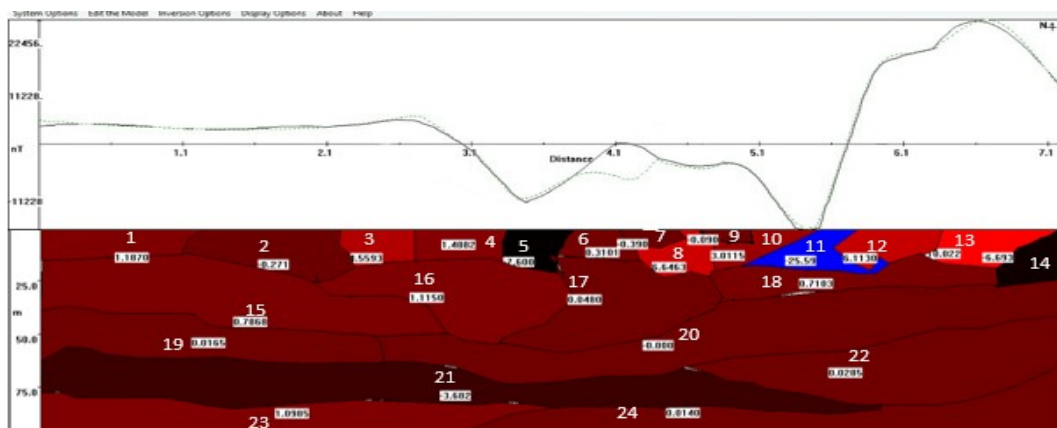 System Options Edit the Model Inversion Options Display Options About Help
22456.
N↓
11228.
nT
1.1 2.1 3.1 4.1 5.1 6.1 7.1
Distance
-11228
1 2 3 4 5 6 7 8 9 10 11 12 13 14
1.1870 -0.271 1.4082 -7.600 0.3101 -0.390 6.6463 -0.090 3.0115 -25.59 6.1130 -6.693
25.0
16 17 18
1.1150 0.0480 0.7103
m
15
0.7868
50.0
19 20 22
0.0165 -0.000 0.0285
75.0
21
-3.682
23 24
1.0985 0.0140